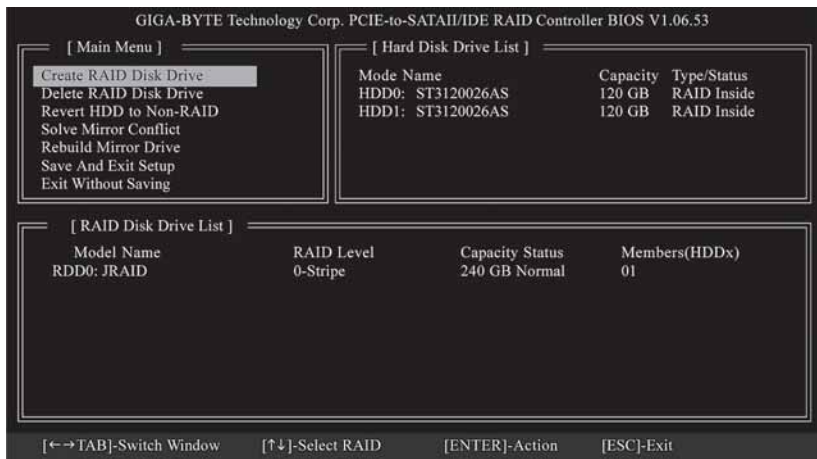 GIGA-BYTE Technology Corp. PCIE-to-SATAII/IDE RAID Controller BIOS V1.06.53
[ Main Menu ]
Create RAID Disk Drive
Delete RAID Disk Drive
Revert HDD to Non-RAID
Solve Mirror Conflict
Rebuild Mirror Drive
Save And Exit Setup
Exit Without Saving
[ Hard Disk Drive List ]
Mode Name Capacity Type/Status
HDD0: ST3120026AS 120 GB RAID Inside
HDD1: ST3120026AS 120 GB RAID Inside
[ RAID Disk Drive List ]
Model Name RAID Level Capacity Status Members(HDDx)
RDD0: JRAID 0-Stripe 240 GB Normal 01
[←→TAB]-Switch Window [↑↓]-Select RAID [ENTER]-Action [ESC]-Exit